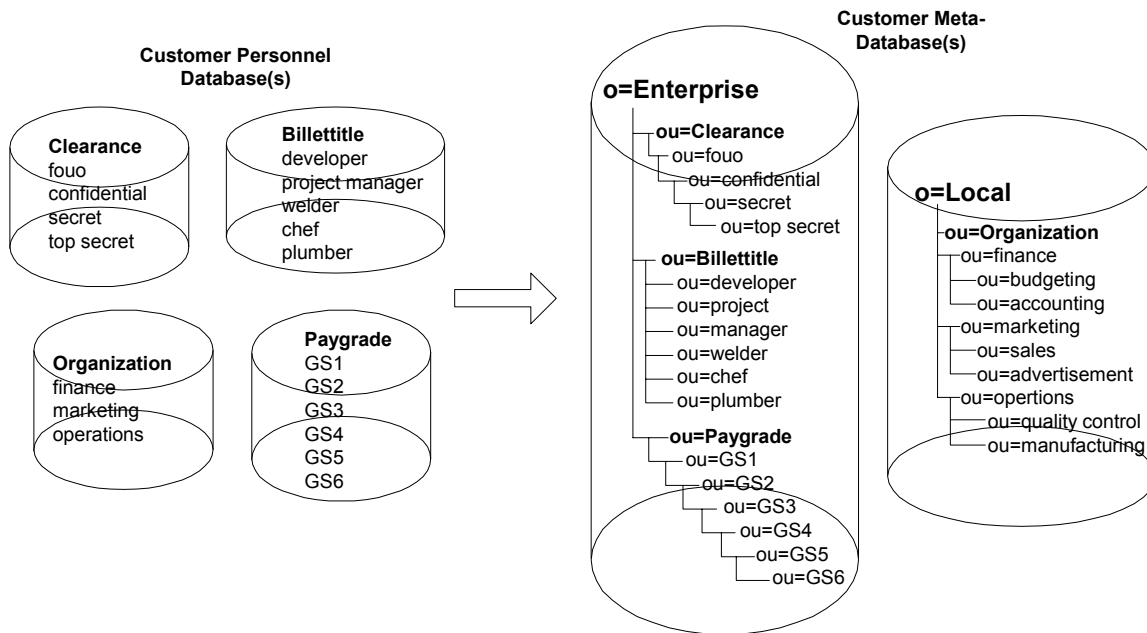 Customer Personnel
Database(s)
Clearance
fouo
confidential
secret
top secret
Billettitle
developer
project manager
welder
chef
plumber
Organization
finance
marketing
operations
Paygrade
GS1
GS2
GS3
GS4
GS5
GS6
Customer Meta-
Database(s)
o=Enterprise
ou=Clearance
ou=fouo
ou=confidential
ou=secret
ou=top secret
ou=Billettitle
ou=developer
ou=project
ou=manager
ou=welder
ou=chef
ou=plumber
ou=Paygrade
ou=GS1
ou=GS2
ou=GS3
ou=GS4
ou=GS5
ou=GS6
o=Local
ou=Organization
ou=finance
ou=budgeting
ou=accounting
ou=marketing
ou=sales
ou=advertisement
ou=opertions
ou=quality control
ou=manufacturing